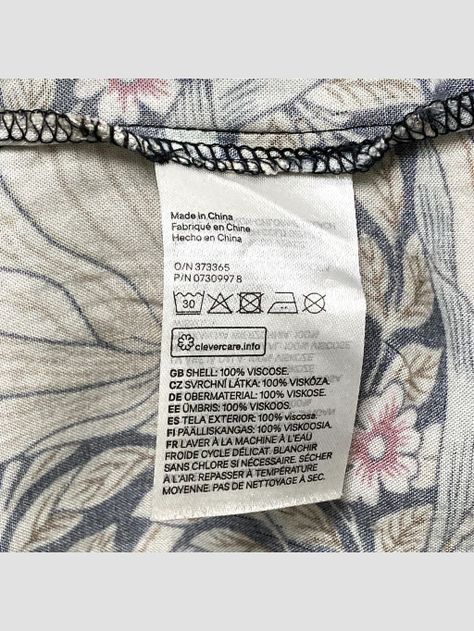 Made in China
Fabriqué en Chine
Hecho en China
O/N 373365
P/N 0730997 8
30
clevercare.info
GB SHELL: 100% VISCOSE.
CZ SVRCHNÍ LÁTKA: 100% VISKÓZA.
DE OBERMATERIAL: 100% VISKOSE.
EE ÜMBRIS: 100% VISKOOS.
ES TELA EXTERIOR: 100% viscosa.
FI PÄÄLLISKANGAS: 100% VISKOOSI
FR LAVER À LA MACHINE À L'EAU
FROIDE CYCLE DÉLICAT. BLANCHIR
SANS CHLORE SI NÉCESSAIRE. SÉCHER
À L'AIR. REPASSER À TEMPÉRATURE
MOYENNE. PAS DE NETTOYAGE À SEC.